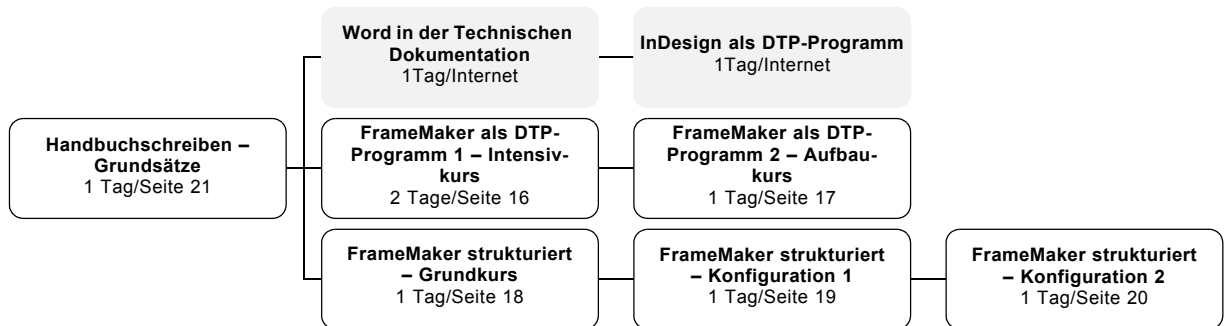 Word in der Technischen
Dokumentation
1Tag/Internet
InDesign als DTP-Programm
1Tag/Internet
Handbuchschreiben –
Grundsätze
1 Tag/Seite 21
FrameMaker als DTP-
Programm 1 – Intensiv-
kurs
2 Tage/Seite 16
FrameMaker als DTP-
Programm 2 – Aufbau-
kurs
1 Tag/Seite 17
FrameMaker strukturiert
– Grundkurs
1 Tag/Seite 18
FrameMaker strukturiert
– Konfiguration 1
1 Tag/Seite 19
FrameMaker strukturiert
– Konfiguration 2
1 Tag/Seite 20